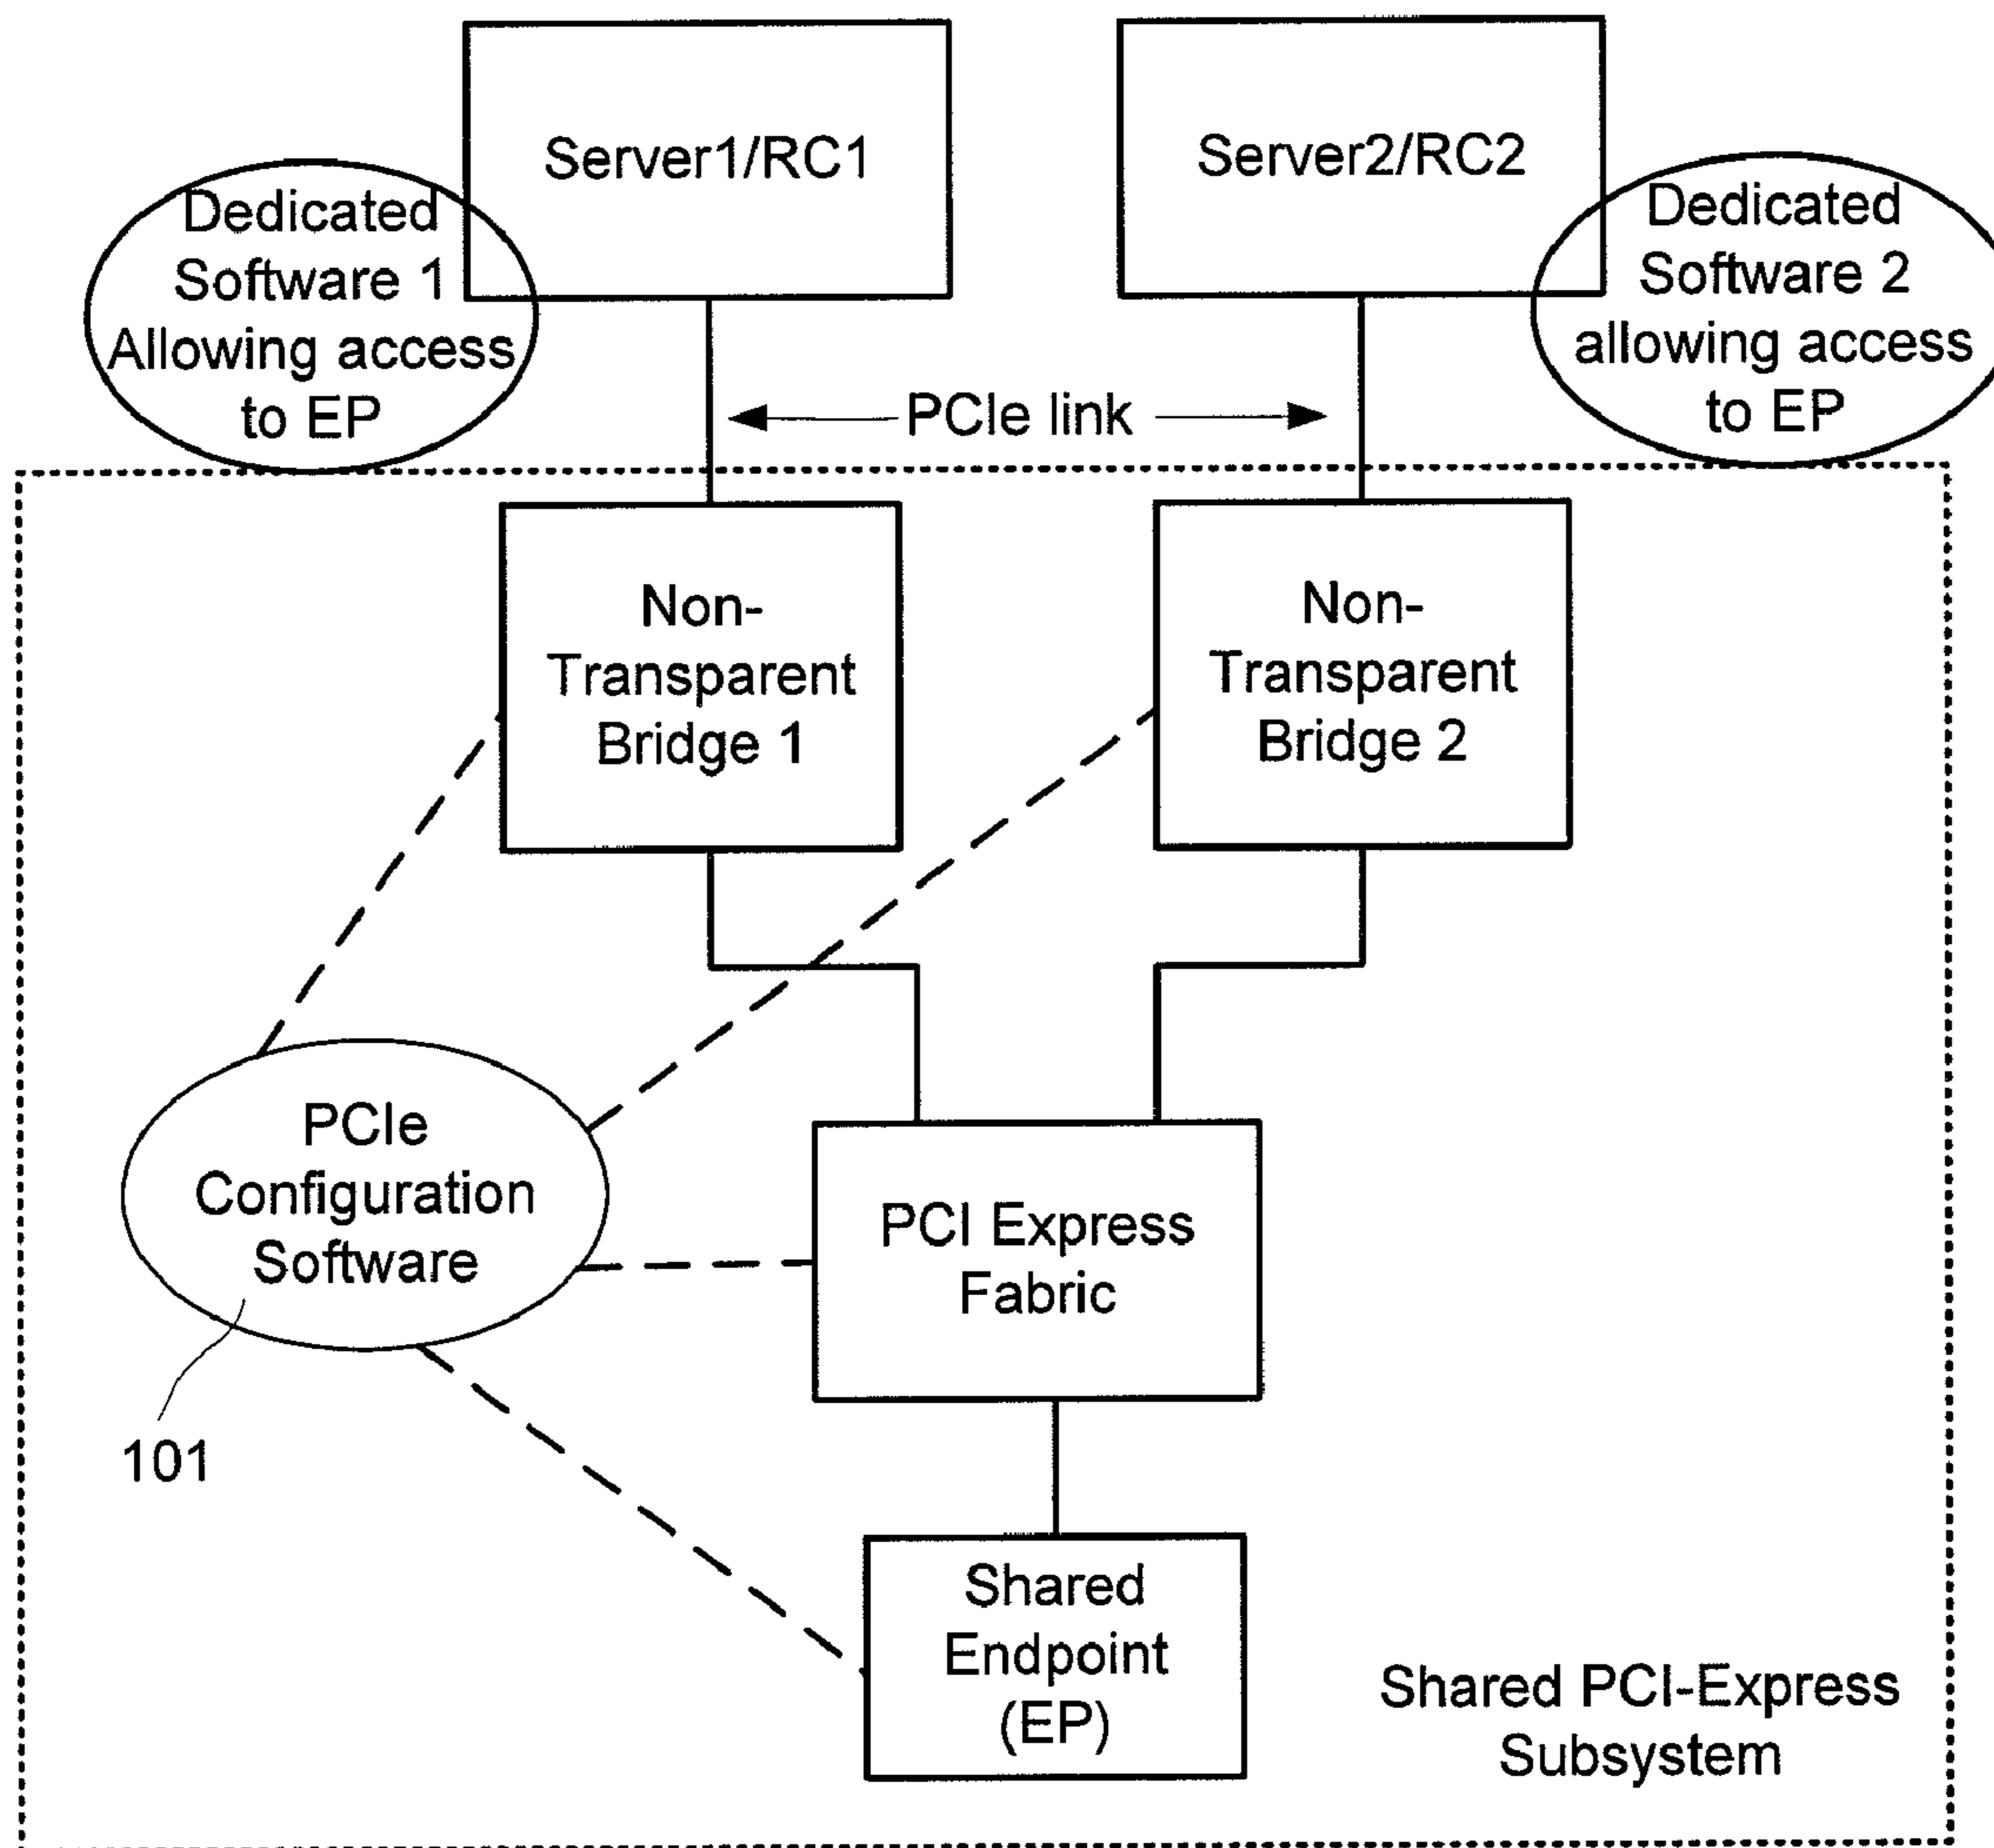 Server1/RC1
Server2/RC2
Dedicated
Software 1
Allowing access
to EP
Dedicated
Software 2
allowing access
to EP
PCIe link
Non-
Transparent
Bridge 1
Non-
Transparent
Bridge 2
PCIe
Configuration
Software
PCI Express
Fabric
101
Shared
Endpoint
(EP)
Shared PCI-Express
Subsystem